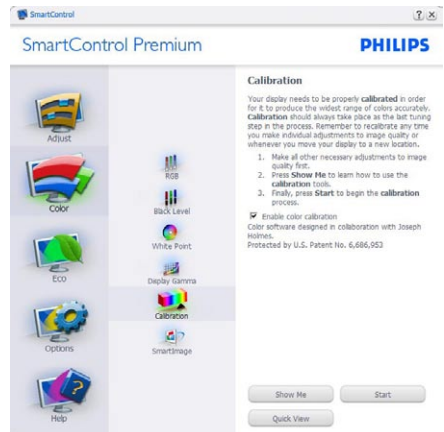 SmartControl
SmartControl Premium
PHILIPS
Adjust
Color
Eco
Options
Help
RGB
Black Level
White Point
Display Gamma
Calibration
SmartImage
Calibration
Your display needs to be properly calibrated in order
for it to produce the widest range of colors accurately.
Calibration should always take place as the last tuning
step in the process. Remember to recalibrate any time
you make individual adjustments to image quality or
whenever you move your display to a new location.
1. Make all other necessary adjustments to image
quality first.
2. Press Show Me to learn how to use the
calibration tools.
3. Finally, press Start to begin the calibration
process.
Enable color calibration
Color software designed in collaboration with Joseph
Holmes.
Protected by U.S. Patent No. 6,686,953
Show Me
Start
Quick View